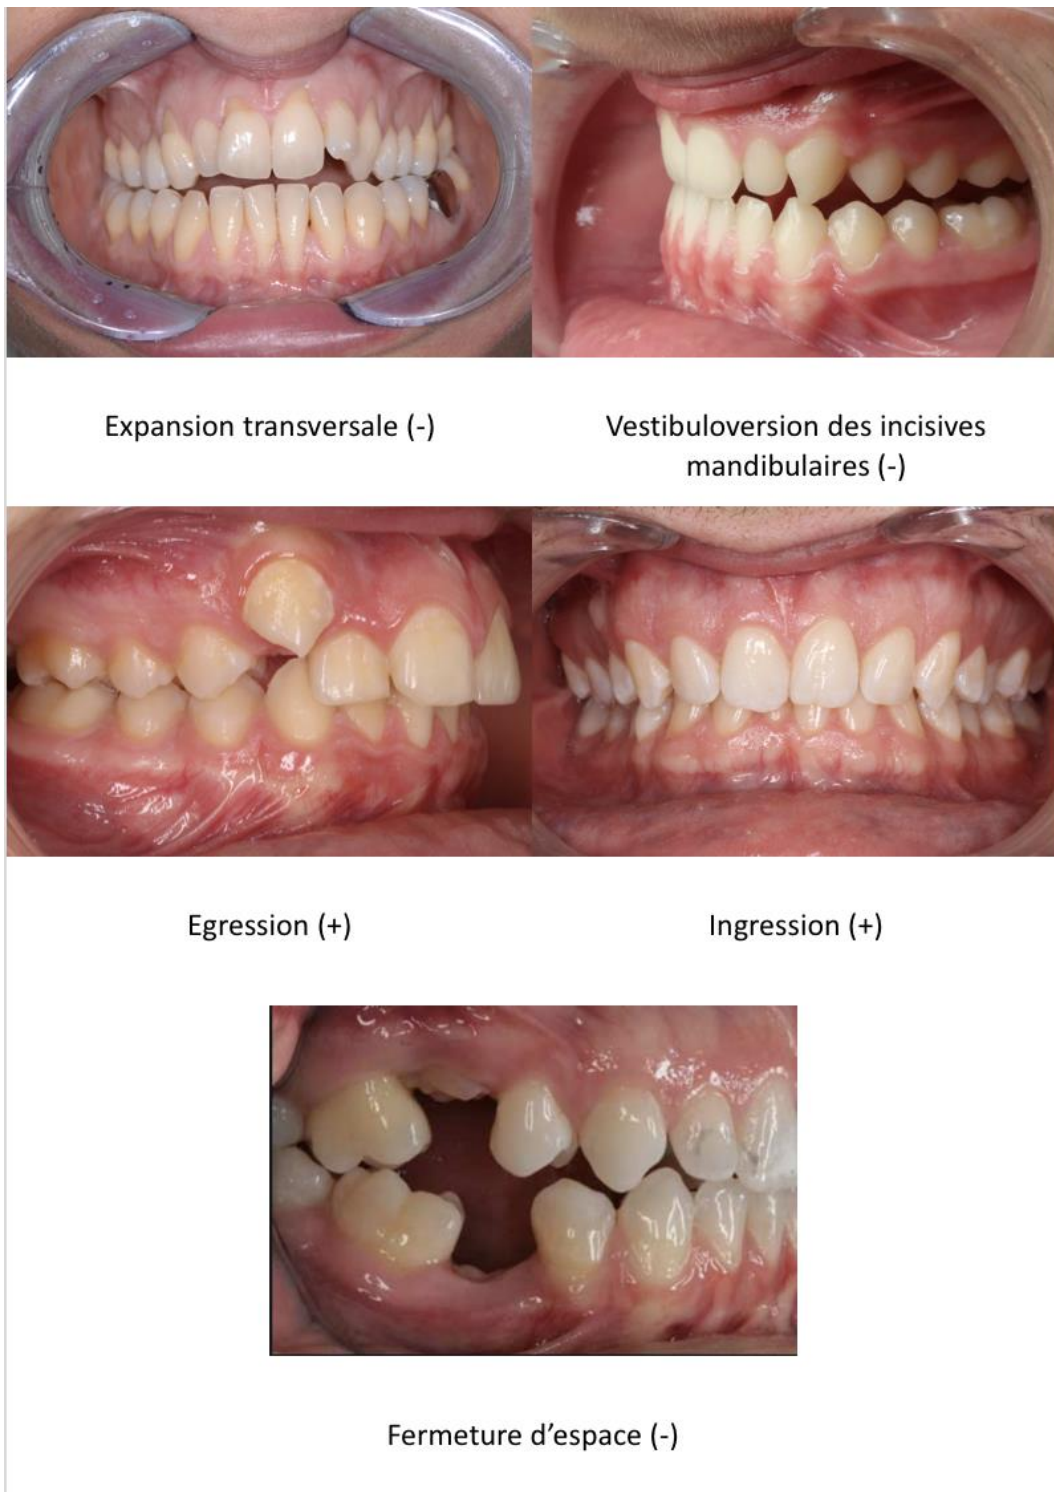 Expansion transversale (-)
Vestibuloversion des incisives
mandibulaires (-)
Egression (+)
Ingression (+)
Fermeture d’espace (-)